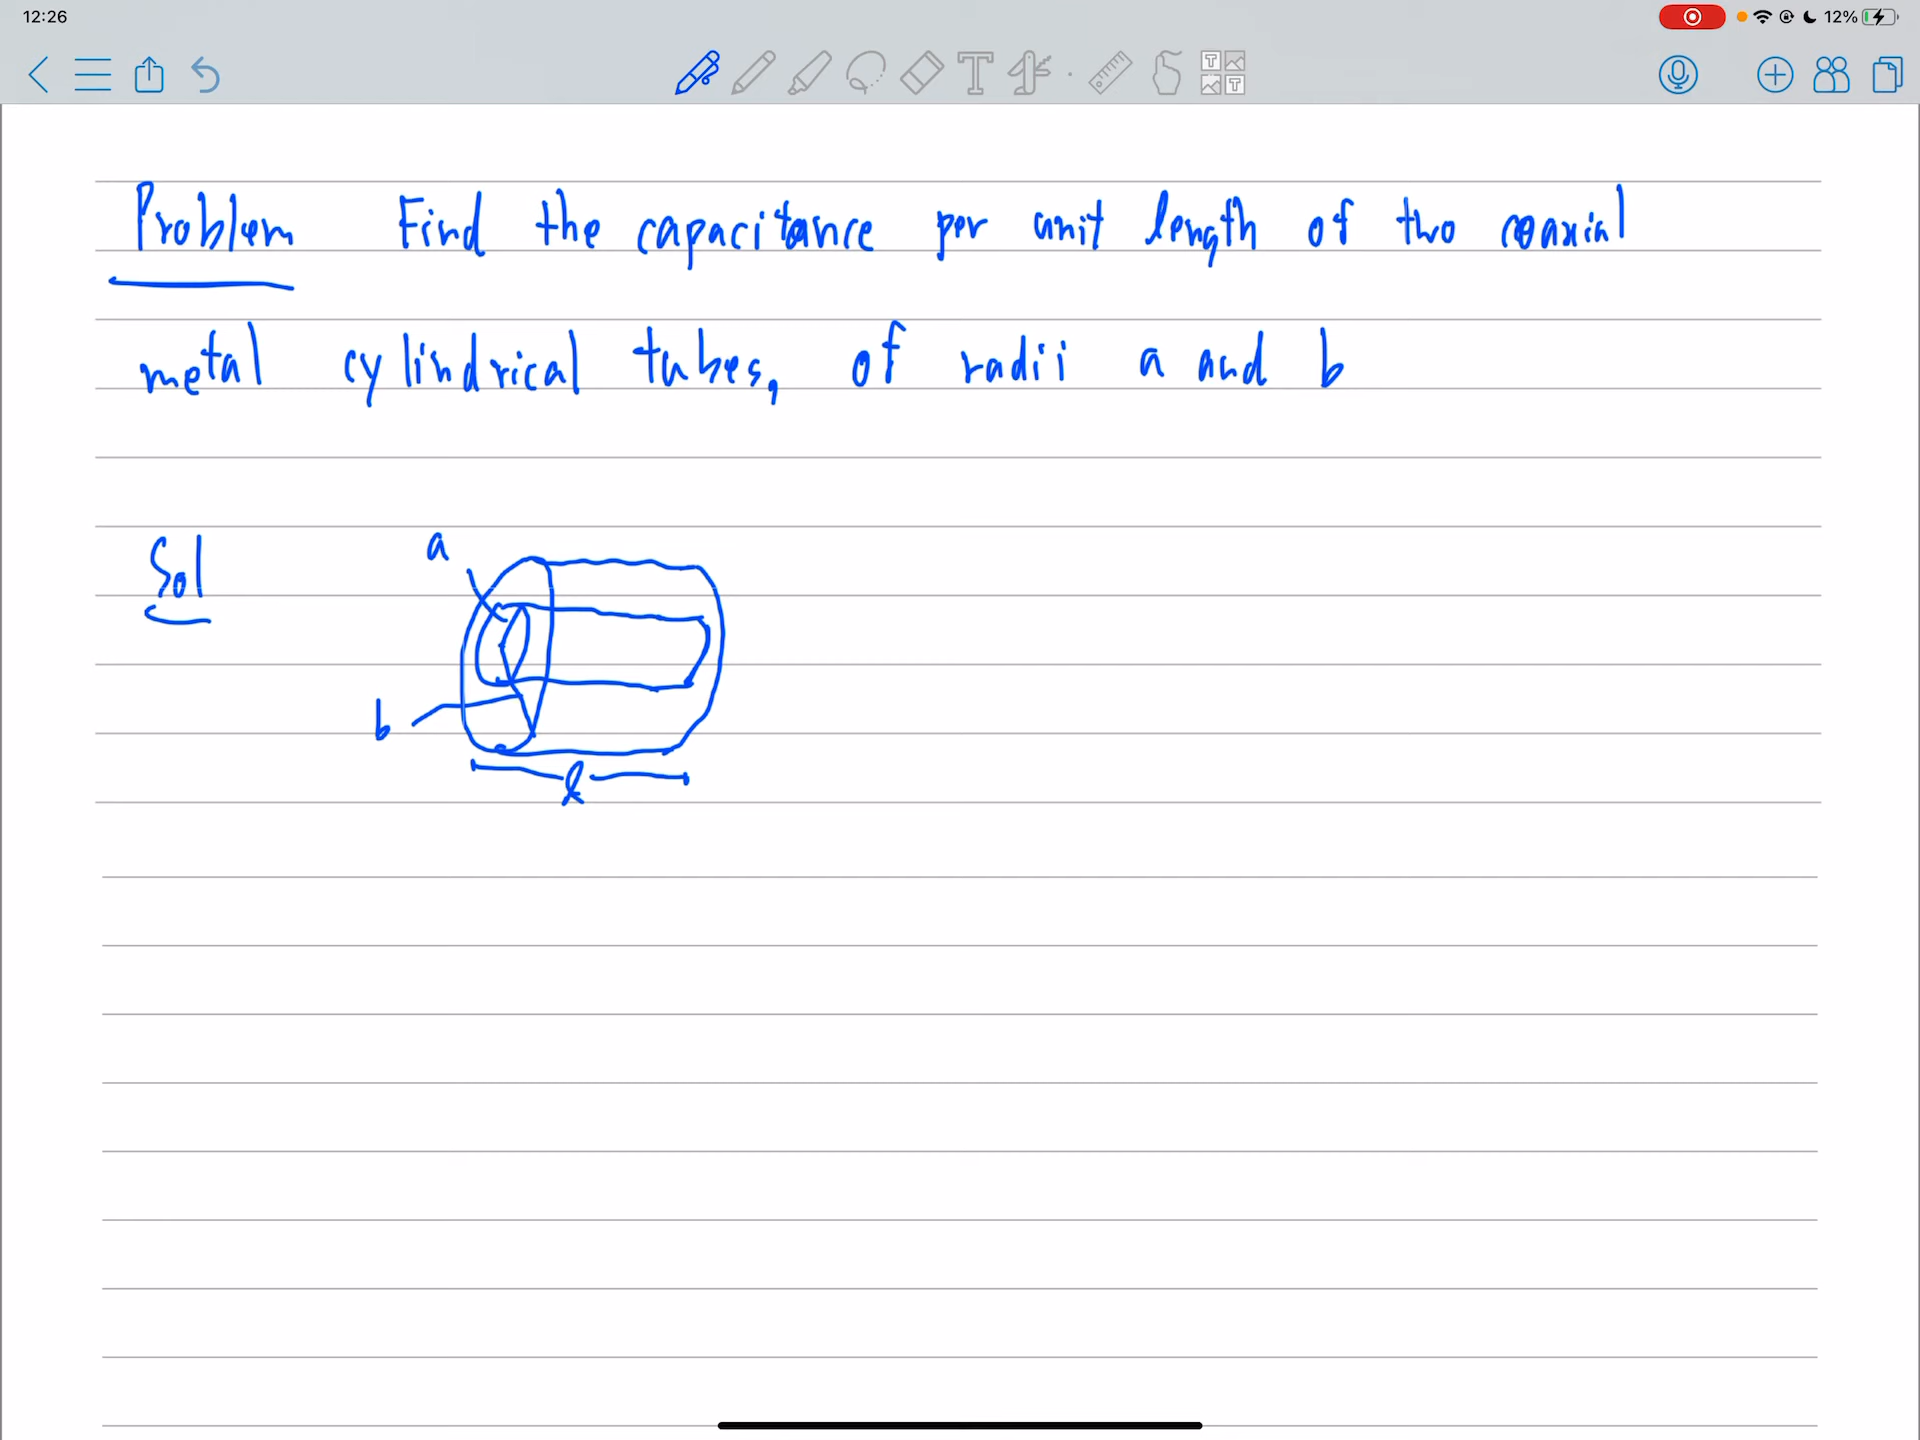 12:26
12%
Problem Find the capacitance per unit length of two coaxial
metal cylindrical tubes, of radii a and b
Sol
a
b
l